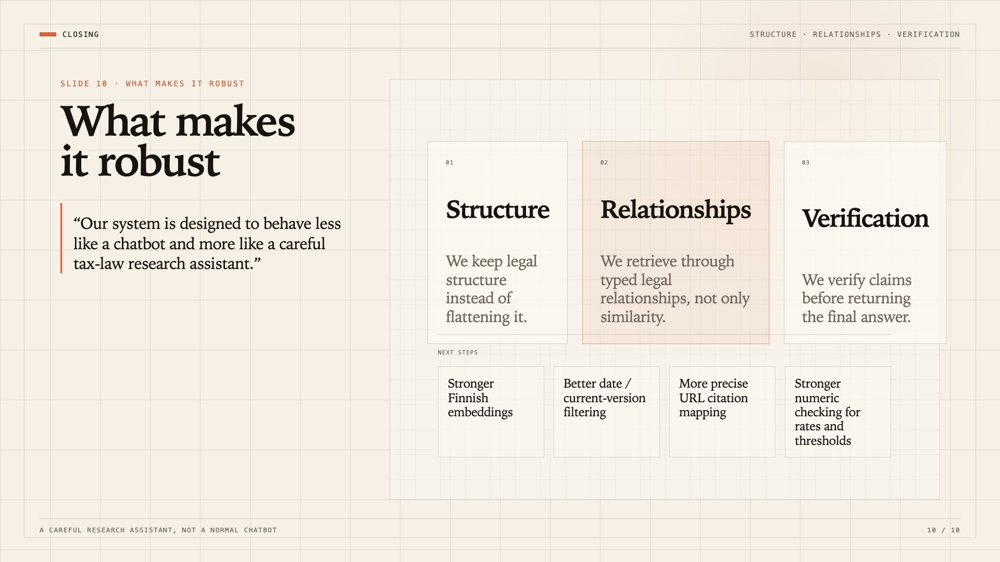 CLOSING
STRUCTURE · RELATIONSHIPS · VERIFICATION
SLIDE 10 · WHAT MAKES IT ROBUST
What makes
it robust
“Our system is designed to behave less
like a chatbot and more like a careful
tax-law research assistant.”
01
Structure
We keep legal
structure
instead of
flattening it.
02
Relationships
We retrieve through
typed legal
relationships, not only
similarity.
03
Verification
We verify claims
before returning
the final answer.
NEXT STEPS
Stronger
Finnish
embeddings
Better date /
current-version
filtering
More precise
URL citation
mapping
Stronger
numeric
checking for
rates and
thresholds
A CAREFUL RESEARCH ASSISTANT, NOT A NORMAL CHATBOT
10 / 10